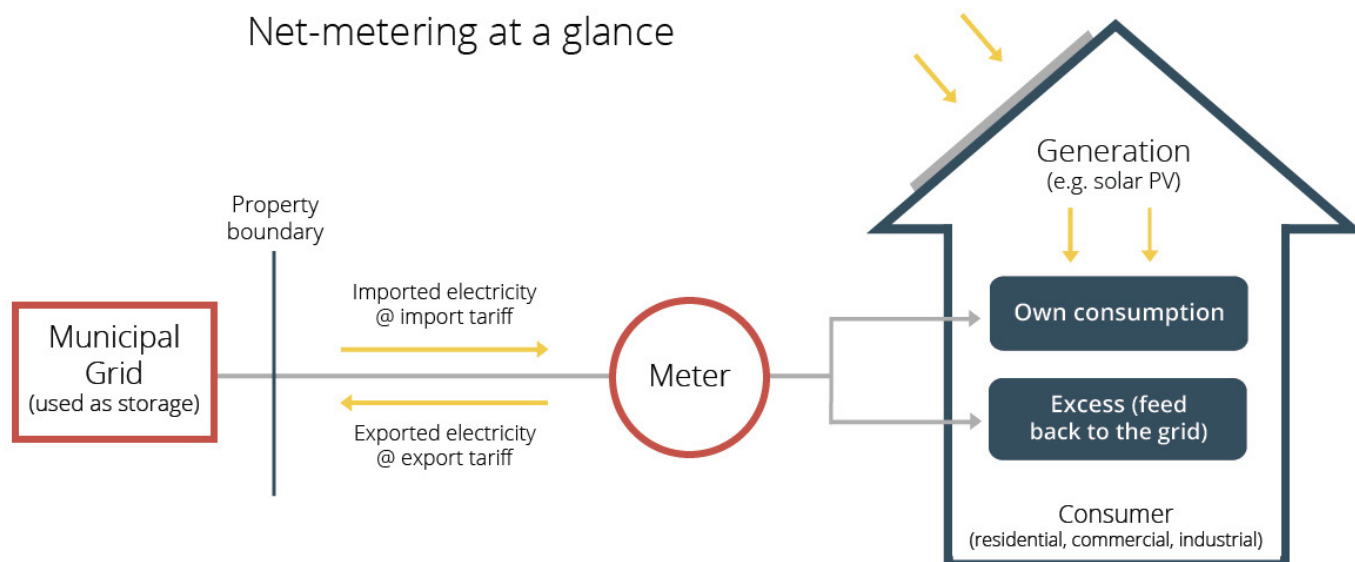 Net-metering at a glance
Generation
(e.g. solar PV)
Property
boundary
Imported electricity
@ import tariff
Municipal
Grid
(used as storage)
Meter
Own consumption
Exported electricity
@ export tariff
Excess (feed
back to the grid)
Consumer
(residential, commercial, industrial)